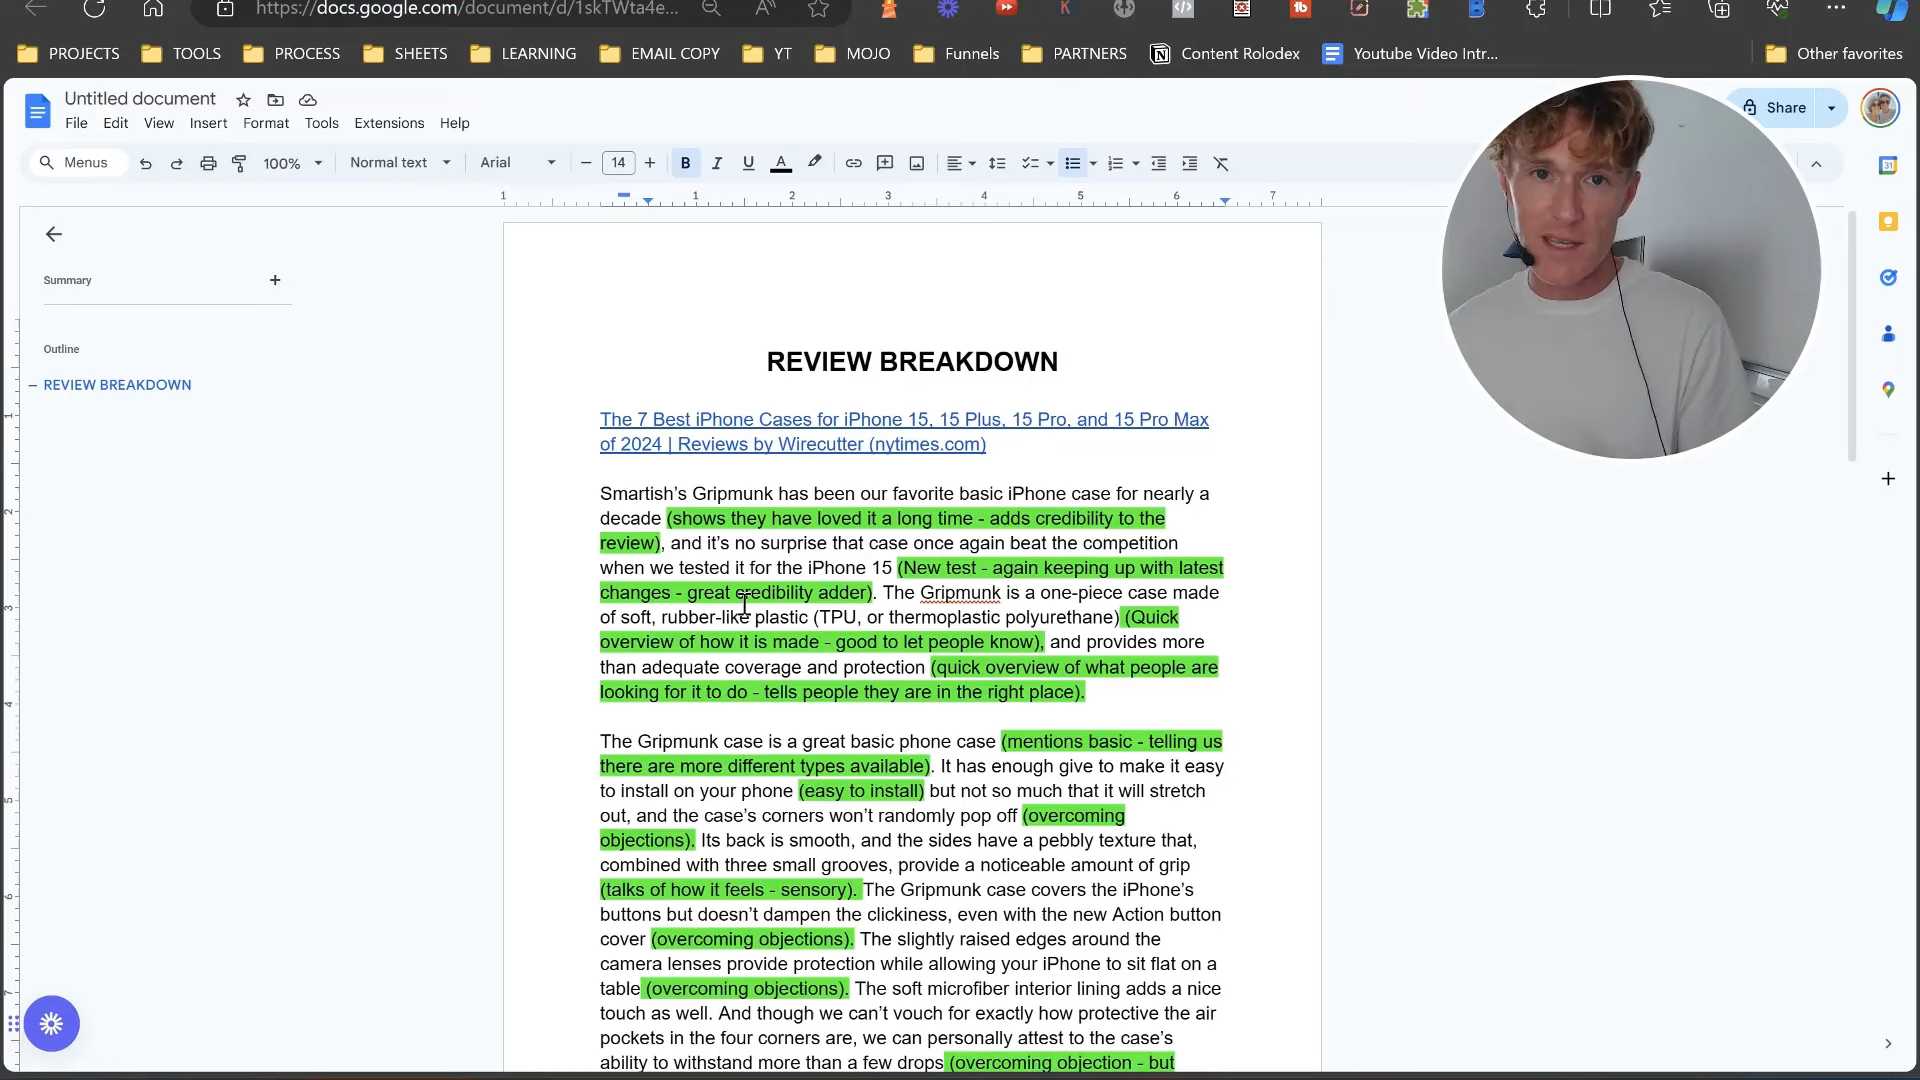 https://docs.google.com/document/d/1skTWta4e...
PROJECTS
TOOLS
PROCESS
SHEETS
LEARNING
EMAIL COPY
YT
MOJO
Funnels
PARTNERS
Content Rolodex
Youtube Video Intr...
Other favorites
Untitled document
Share
File Edit View Insert Format Tools Extensions Help
Menus
100%
Normal text
Arial
14
1 1 2 3 4 5 6 7
Summary
Outline
REVIEW BREAKDOWN
REVIEW BREAKDOWN
The 7 Best iPhone Cases for iPhone 15, 15 Plus, 15 Pro, and 15 Pro Max
of 2024 | Reviews by Wirecutter (nytimes.com)
Smartish’s Gripmunk has been our favorite basic iPhone case for nearly a
decade (shows they have loved it a long time - adds credibility to the
review), and it’s no surprise that case once again beat the competition
when we tested it for the iPhone 15 (New test - again keeping up with latest
changes - great credibility adder). The Gripmunk is a one-piece case made
of soft, rubber-like plastic (TPU, or thermoplastic polyurethane) (Quick
overview of how it is made - good to let people know), and provides more
than adequate coverage and protection (quick overview of what people are
looking for it to do - tells people they are in the right place).
The Gripmunk case is a great basic phone case (mentions basic - telling us
there are more different types available). It has enough give to make it easy
to install on your phone (easy to install) but not so much that it will stretch
out, and the case’s corners won’t randomly pop off (overcoming
objections). Its back is smooth, and the sides have a pebbly texture that,
combined with three small grooves, provide a noticeable amount of grip
(talks of how it feels - sensory). The Gripmunk case covers the iPhone’s
buttons but doesn’t dampen the clickiness, even with the new Action button
cover (overcoming objections). The slightly raised edges around the
camera lenses provide protection while allowing your iPhone to sit flat on a
table (overcoming objections). The soft microfiber interior lining adds a nice
touch as well. And though we can’t vouch for exactly how protective the air
pockets in the four corners are, we can personally attest to the case’s
ability to withstand more than a few drops (overcoming objection - but